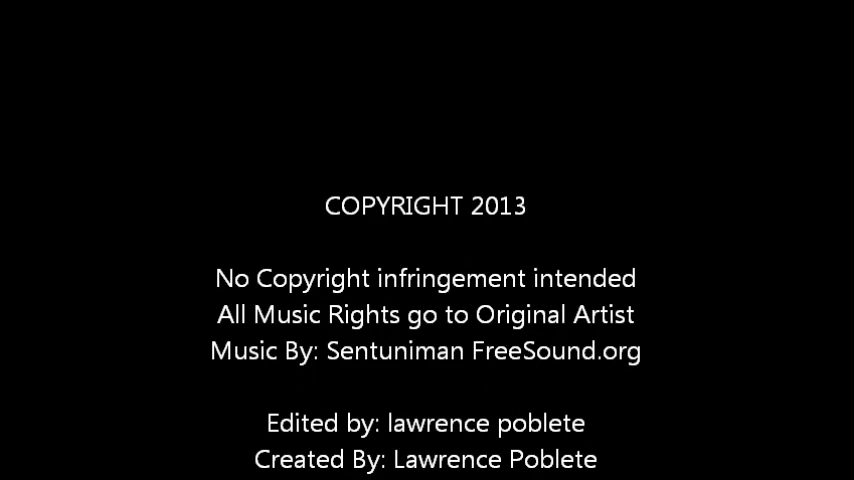 COPYRIGHT 2013
No Copyright infringement intended
All Music Rights go to Original Artist
Music By: Sentuniman FreeSound.org
Edited by: lawrence poblete
Created By: Lawrence Poblete